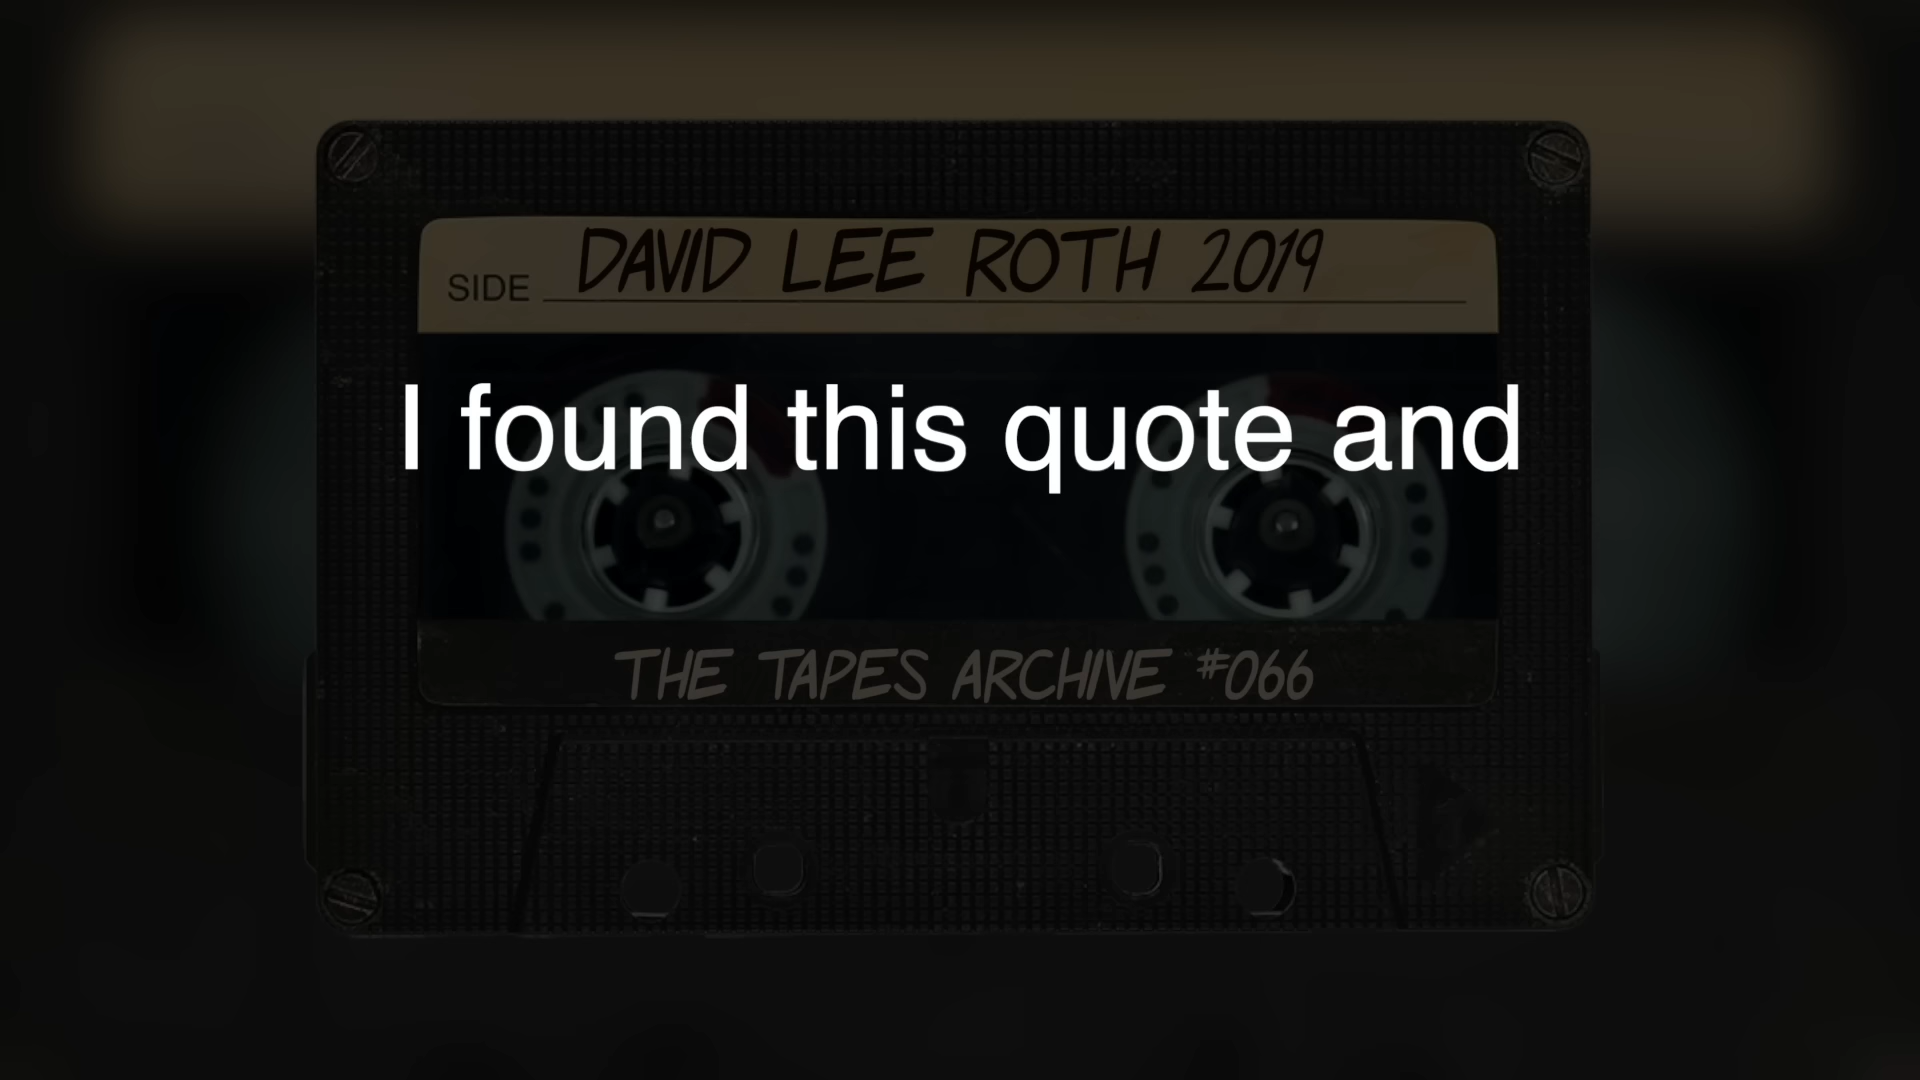 DAVID LEE ROTH 2019
SIDE
I found this quote and
THE TAPES ARCHIVE #066